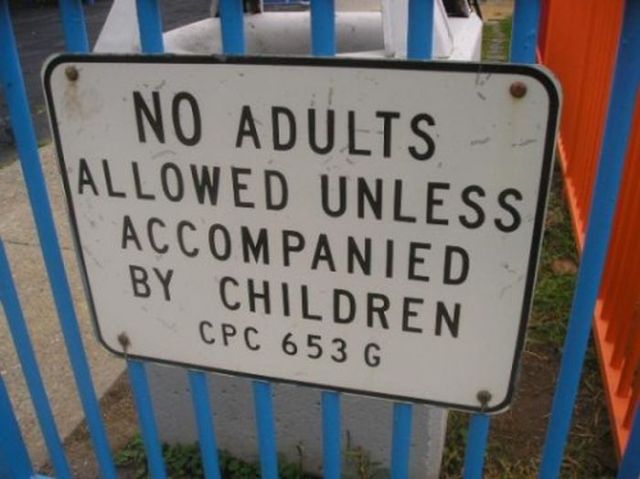 NO ADULTS
ALLOWED UNLESS
ACCOMPANIED
BY CHILDREN
CPC 653 G